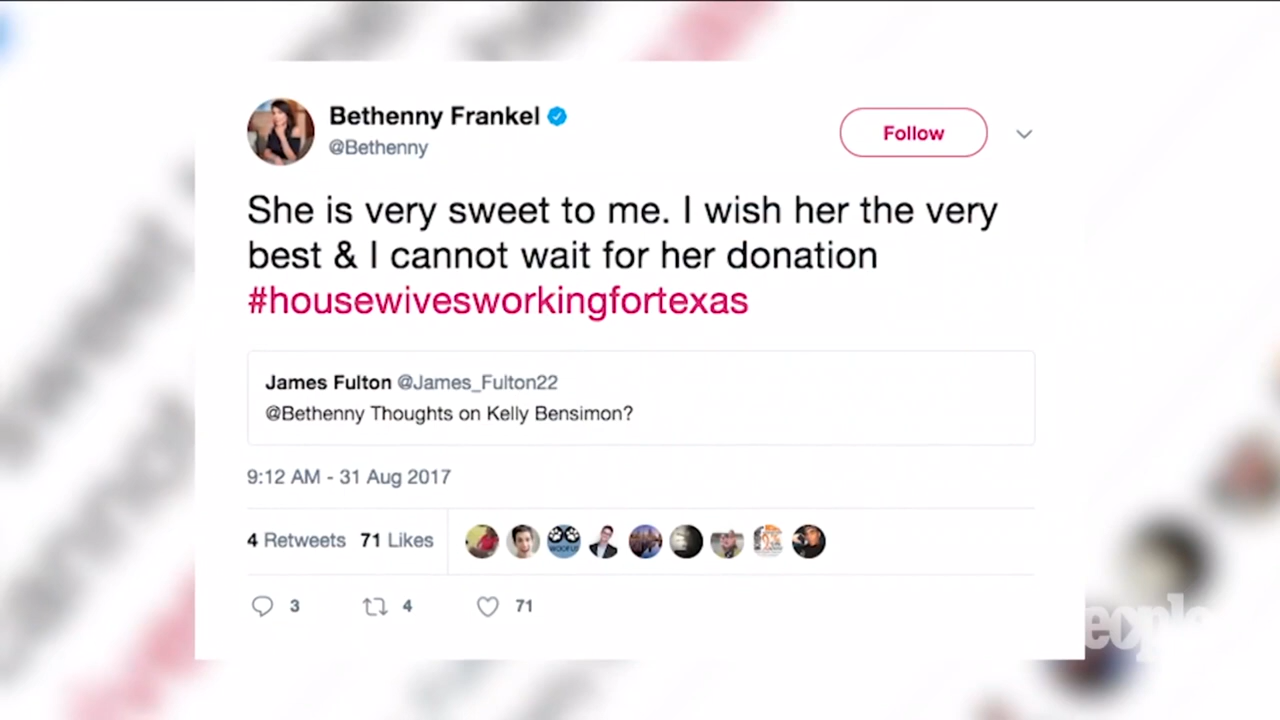 Bethenny Frankel
@Bethenny
Follow
She is very sweet to me. I wish her the very
best & I cannot wait for her donation
#housewivesworkingfortexas
James Fulton @James_Fulton22
@Bethenny Thoughts on Kelly Bensimon?
9:12 AM - 31 Aug 2017
4 Retweets 71 Likes
WOOFUS
3 4 71
People